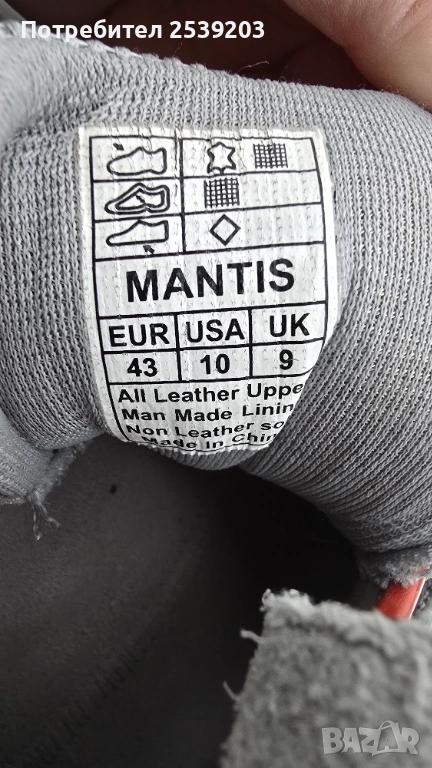 Потребител 2539203
MANTIS
EUR USA UK
43 10 9
All Leather Uppe
Man Made Linin
Non Leather so
Made In Chin
BAZAR